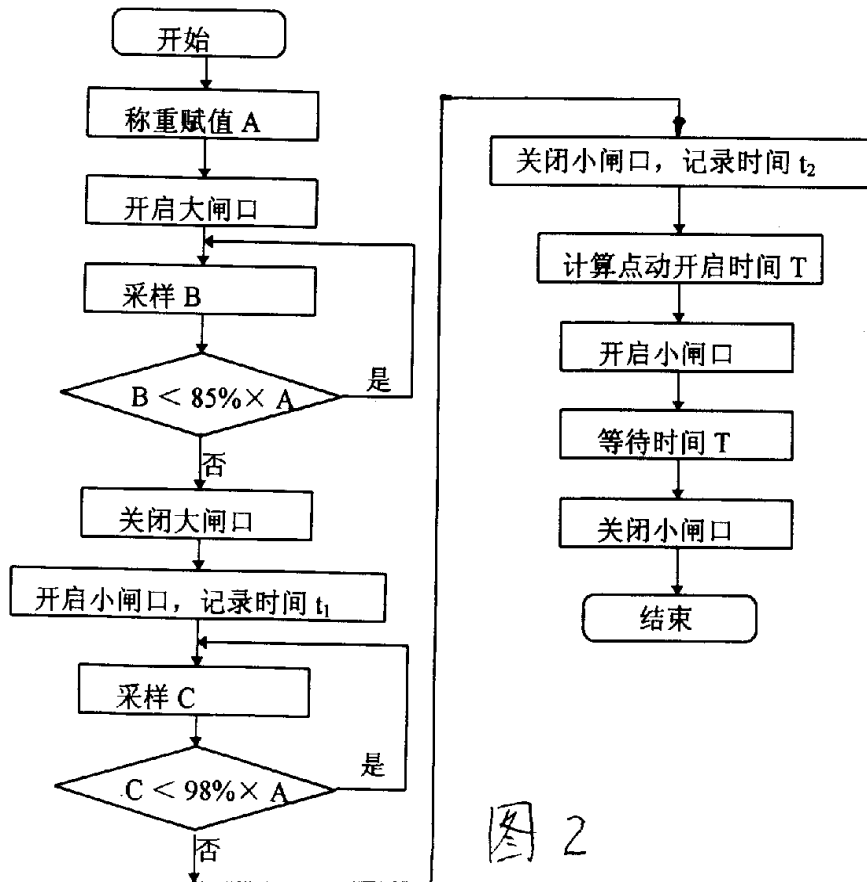 开始
称重赋值 A
开启大闸口
采样 B
B < 85%× A
是
否
关闭大闸口
开启小闸口，记录时间 t₁
采样 C
C < 98%× A
是
否
关闭小闸口，记录时间 t₂
计算点动开启时间 T
开启小闸口
等待时间 T
关闭小闸口
结束
图 2